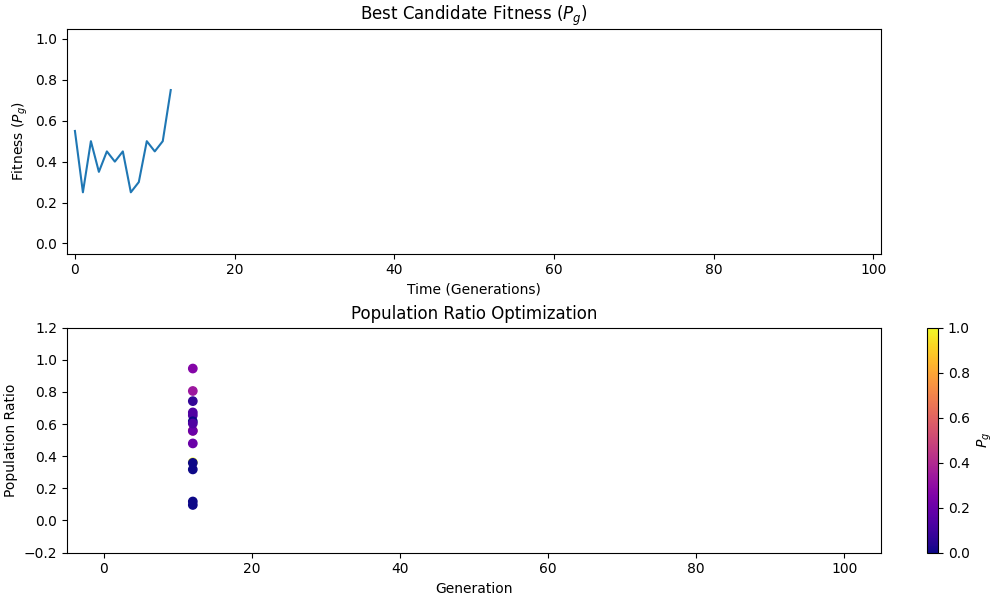 Best Candidate Fitness (P_g)
1.0
0.8
0.6
0.4
0.2
0.0
Fitness (P_g)
0 20 40 60 80 100
Time (Generations)
Population Ratio Optimization
1.2
1.0
0.8
0.6
0.4
0.2
0.0
−0.2
Population Ratio
0 20 40 60 80 100
Generation
1.0
0.8
0.6
0.4
0.2
0.0
P_g